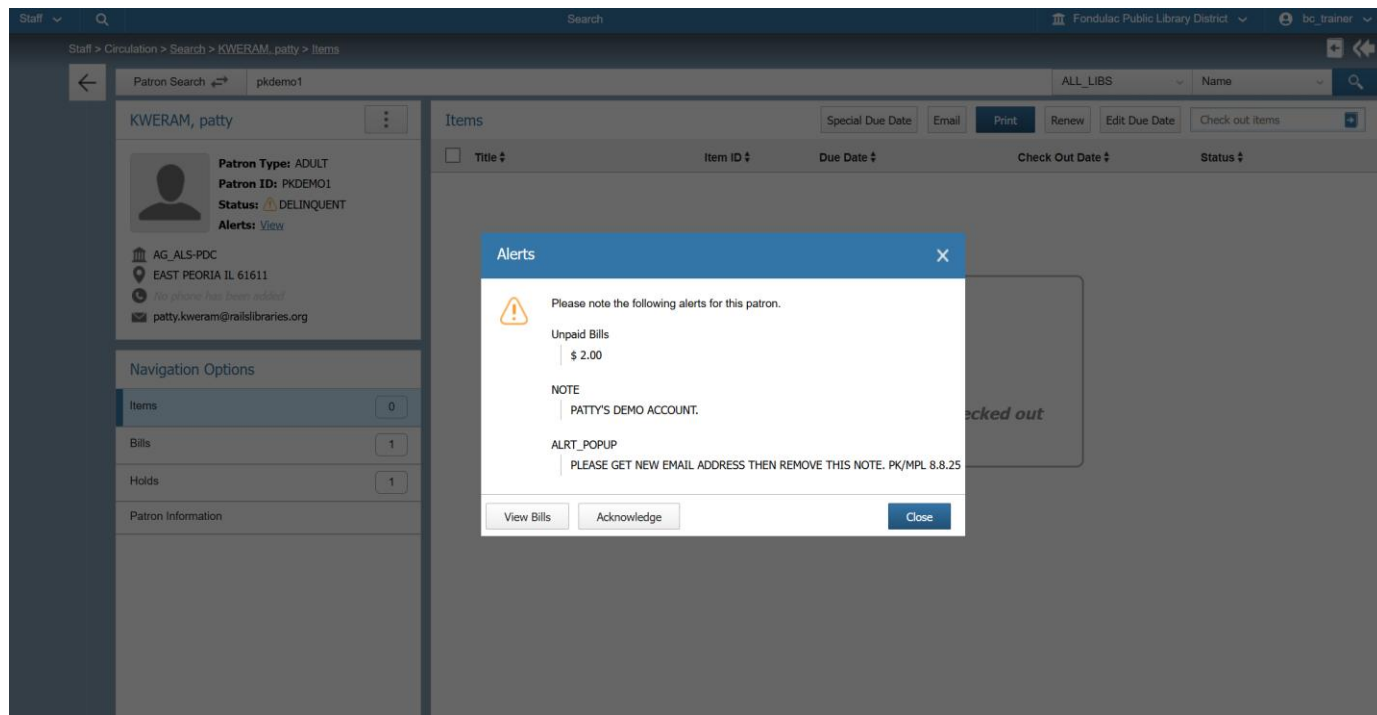 Staff
Search
Fondulac Public Library District
bc_trainer
Staff > Circulation > Search > KWERAM, patty > Items
Patron Search
pkdemo1
ALL_LIBS
Name
KWERAM, patty
Patron Type: ADULT
Patron ID: PKDEMO1
Status: DELINQUENT
Alerts: View
AG_ALS-PDC
EAST PEORIA IL 61611
No phone has been added
patty.kweram@railslibraries.org
Navigation Options
Items 0
Bills 1
Holds 1
Patron Information
Items
Special Due Date
Email
Print
Renew
Edit Due Date
Check out items
Title
Item ID
Due Date
Check Out Date
Status
ecked out
Alerts
Please note the following alerts for this patron.
Unpaid Bills
$ 2.00
NOTE
PATTY'S DEMO ACCOUNT.
ALRT_POPUP
PLEASE GET NEW EMAIL ADDRESS THEN REMOVE THIS NOTE. PK/MPL 8.8.25
View Bills
Acknowledge
Close